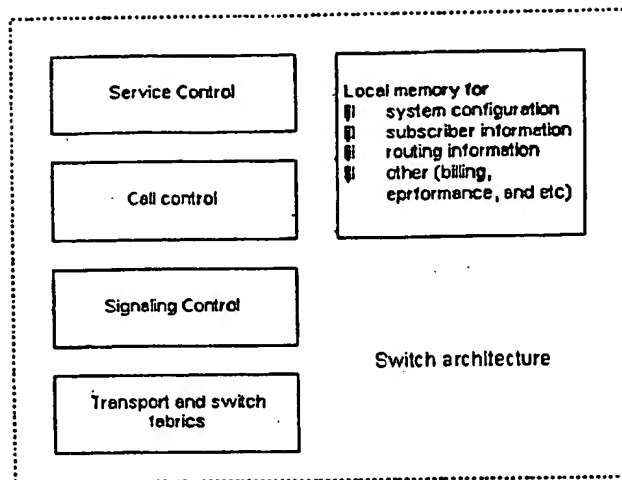 Service Control
Call control
Signaling Control
Transport and switch
fabrics
Local memory for
system configuration
subscriber information
routing information
other (billing,
eprformance, and etc)
Switch architecture